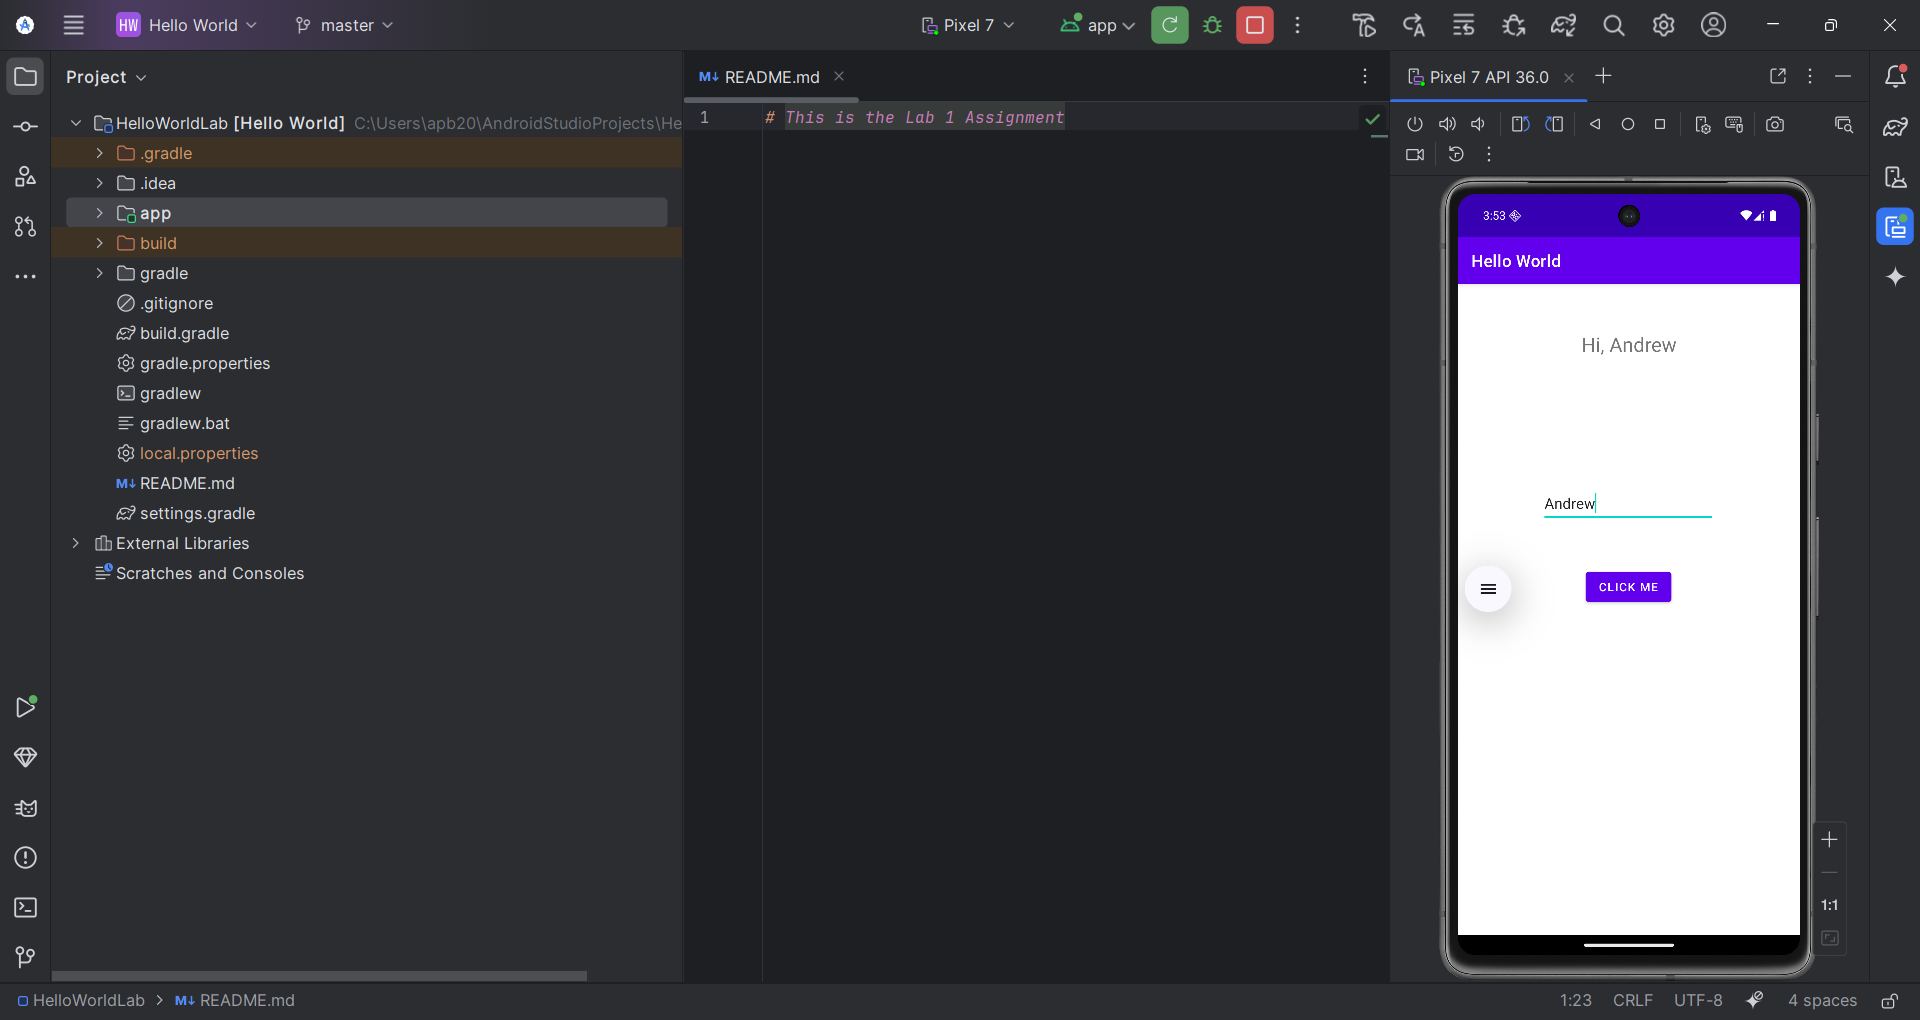 HW Hello World
master
Pixel 7
app
Project
M↓ README.md
Pixel 7 API 36.0
HelloWorldLab [Hello World] C:\Users\apb20\AndroidStudioProjects\He
.gradle
.idea
app
build
gradle
.gitignore
build.gradle
gradle.properties
gradlew
gradlew.bat
local.properties
M↓ README.md
settings.gradle
External Libraries
Scratches and Consoles
1 # This is the Lab 1 Assignment
3:53
Hello World
Hi, Andrew
Andrew
CLICK ME
1:1
HelloWorldLab > M↓ README.md
1:23 CRLF UTF-8 4 spaces